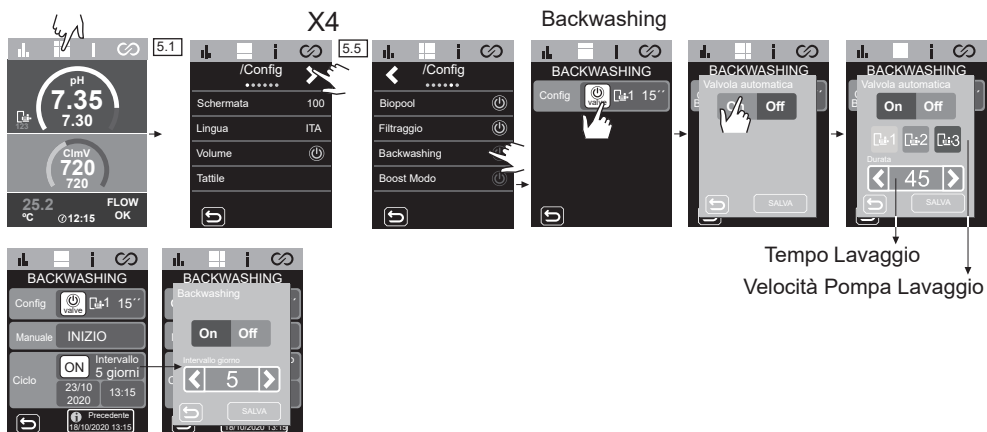 X4
Backwashing
5.1
5.5
pH
7.35
7.30
123
ClmV
720
720
25.2
ºC
12:15
FLOW
OK
/Config
Schermata 100
Lingua ITA
Volume
Tattile
/Config
Biopool
Filtraggio
Backwashing
Boost Modo
BACKWASHING
Config valve 1 15´´
BACKWASHING
Valvola automatica
On Off
SALVA
BACKWASHING
Valvola automatica
On Off
1 2 3
Durata
45
SALVA
Tempo Lavaggio
Velocità Pompa Lavaggio
BACKWASHING
Config valve 1 15´´
Manuale INIZIO
Ciclo ON Intervallo
5 giorni
23/10
2020
13:15
Precedente
18/10/2020 13:15
BACKWASHING
Backwashing
On Off
Intervallo giorno
5
SALVA
18/10/2020 13:15